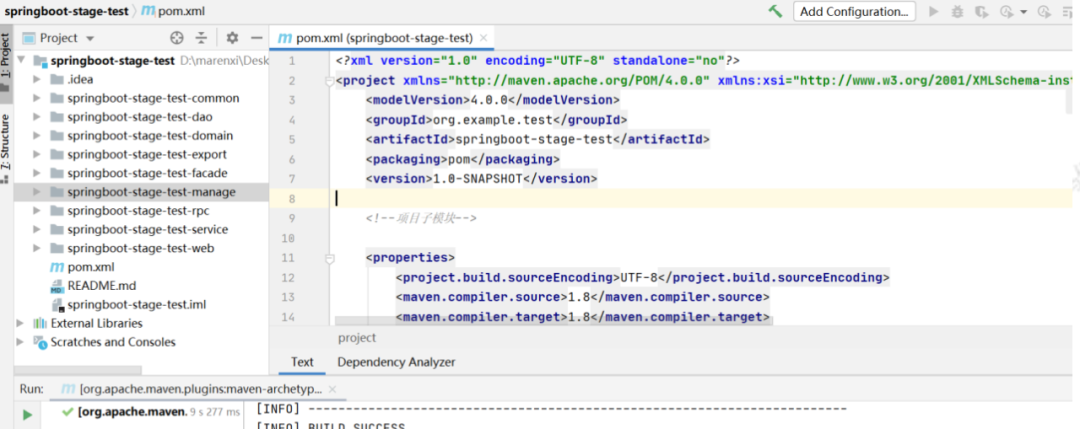 springboot-stage-test pom.xml
Add Configuration...
1: Project
7: Structure
Project
springboot-stage-test D:\marenxi\Desk
.idea
springboot-stage-test-common
springboot-stage-test-dao
springboot-stage-test-domain
springboot-stage-test-export
springboot-stage-test-facade
springboot-stage-test-manage
springboot-stage-test-rpc
springboot-stage-test-service
springboot-stage-test-web
pom.xml
README.md
springboot-stage-test.iml
External Libraries
Scratches and Consoles
pom.xml (springboot-stage-test)
1 <?xml version="1.0" encoding="UTF-8" standalone="no"?>
2 <project xmlns="http://maven.apache.org/POM/4.0.0" xmlns:xsi="http://www.w3.org/2001/XMLSchema-inst
3 <modelVersion>4.0.0</modelVersion>
4 <groupId>org.example.test</groupId>
5 <artifactId>springboot-stage-test</artifactId>
6 <packaging>pom</packaging>
7 <version>1.0-SNAPSHOT</version>
8
9 <!--项目子模块-->
10
11 <properties>
12 <project.build.sourceEncoding>UTF-8</project.build.sourceEncoding>
13 <maven.compiler.source>1.8</maven.compiler.source>
14 <maven.compiler.target>1.8</maven.compiler.target>
project
Text Dependency Analyzer
Run: [org.apache.maven.plugins:maven-archetyp...
[org.apache.maven. 9 s 277 ms
[INFO] ------------------------------------------------------------------------
[INFO] BUILD SUCCESS